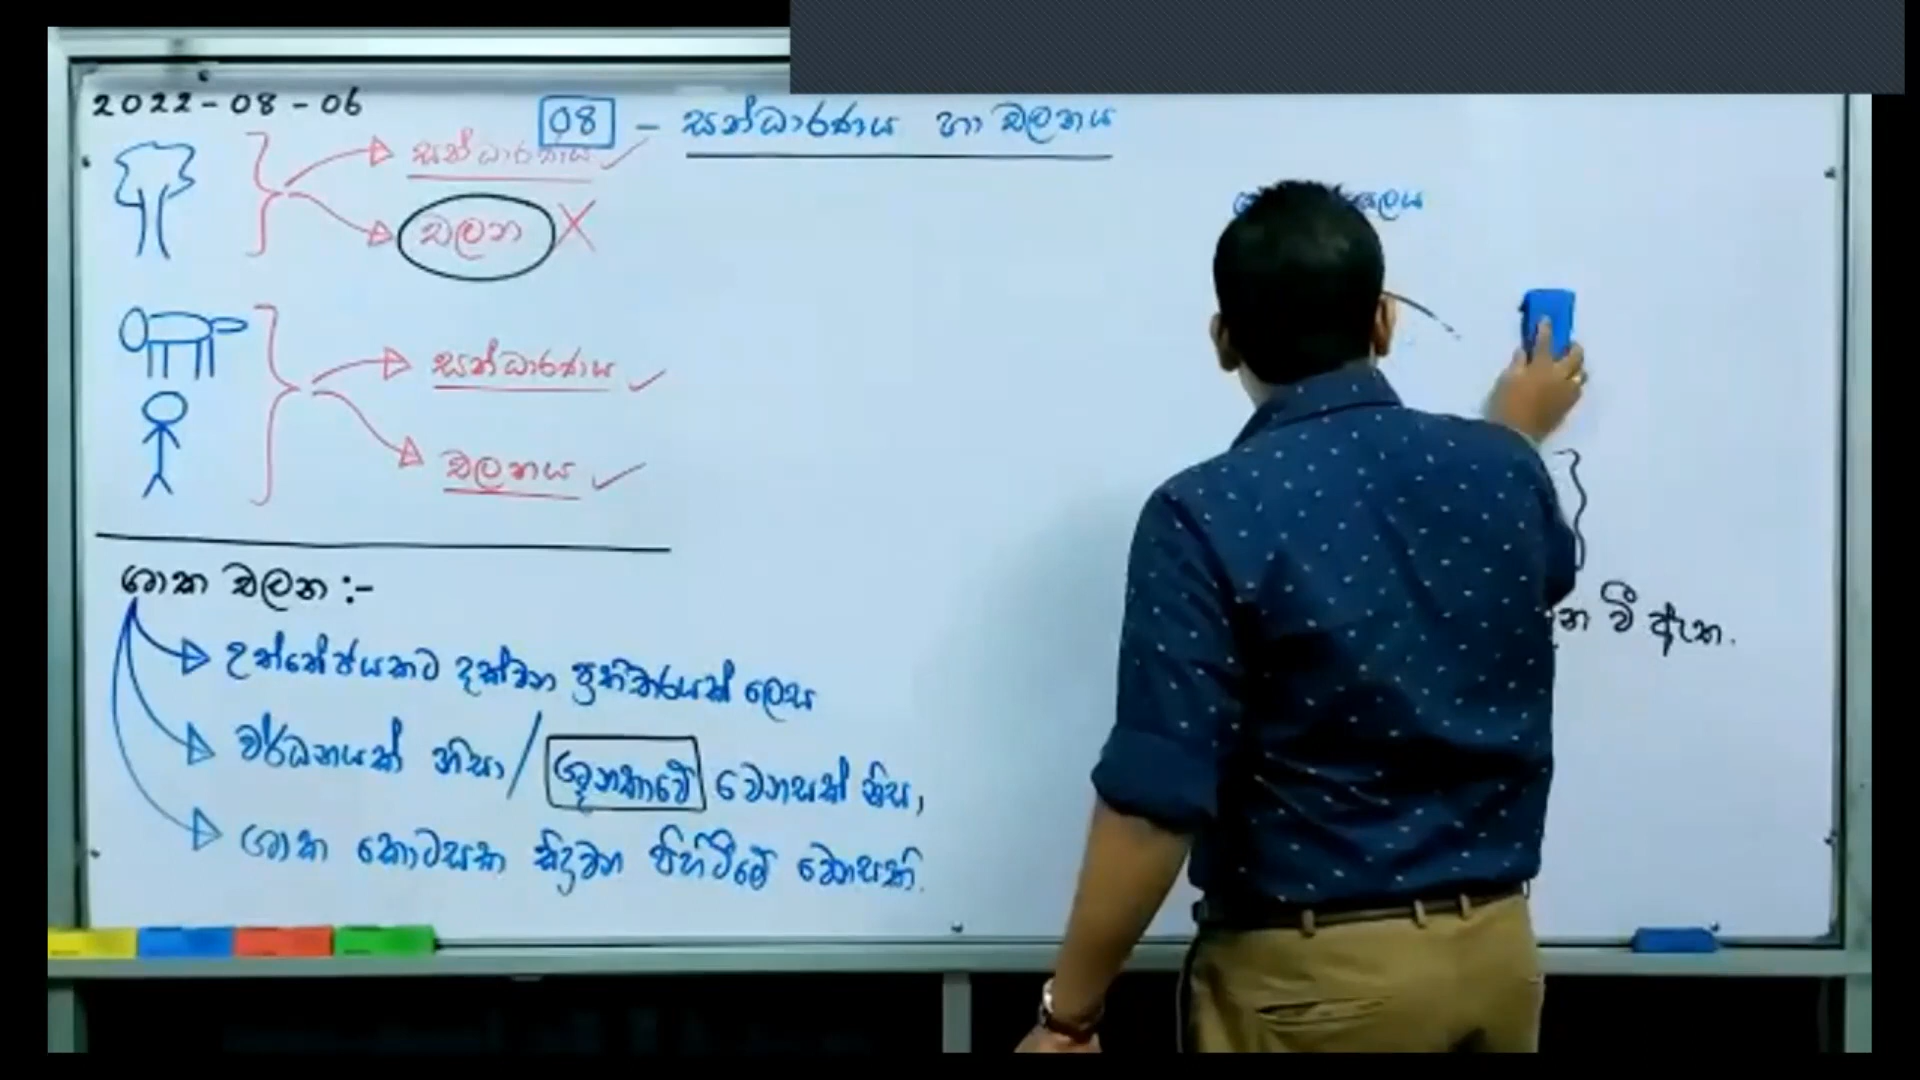 2022-08-06
08 - සන්ධාරණය හා චලනය
සන්ධාරණය ✓
චලන X
සන්ධාරණය ✓
චලනය ✓
ශාක චලන :-
උත්තේජයකට දක්වන ප්‍රතිචාරයක් ලෙස
වර්ධනයක් නිසා / ශූනතාවේ වෙනසක් නිසා
ශාක කොටසක සිදුවන පිහිටීමේ වෙනසකි.
වී ඇත.